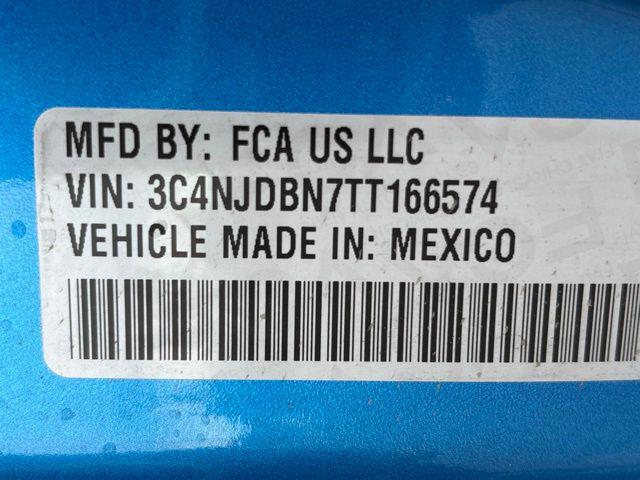 MFD BY: FCA US LLC
VIN: 3C4NJDBN7TT166574
VEHICLE MADE IN: MEXICO